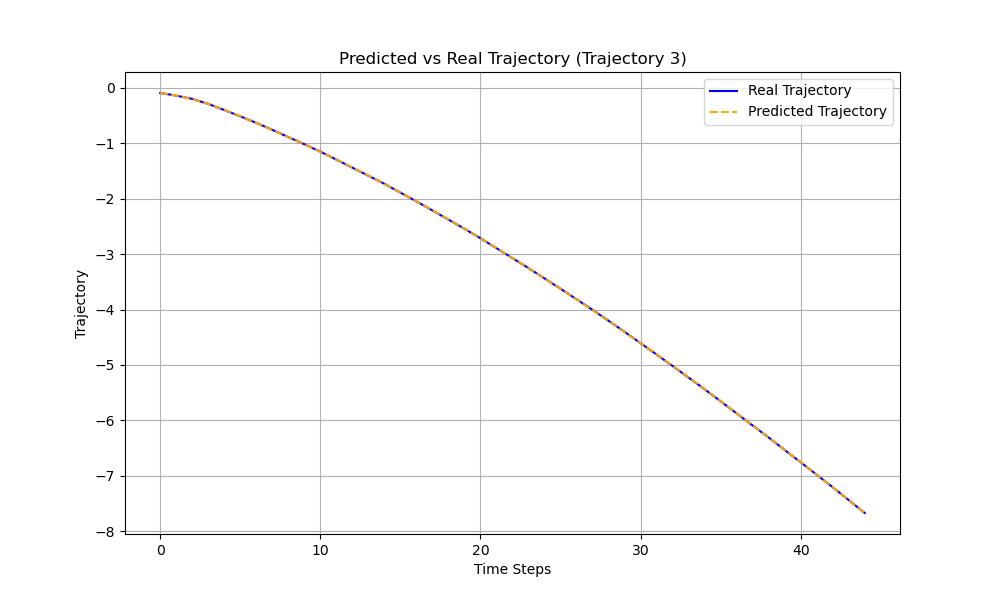 Predicted vs Real Trajectory (Trajectory 3)
Real Trajectory
Predicted Trajectory
Trajectory
0
−1
−2
−3
−4
−5
−6
−7
−8
0 10 20 30 40
Time Steps